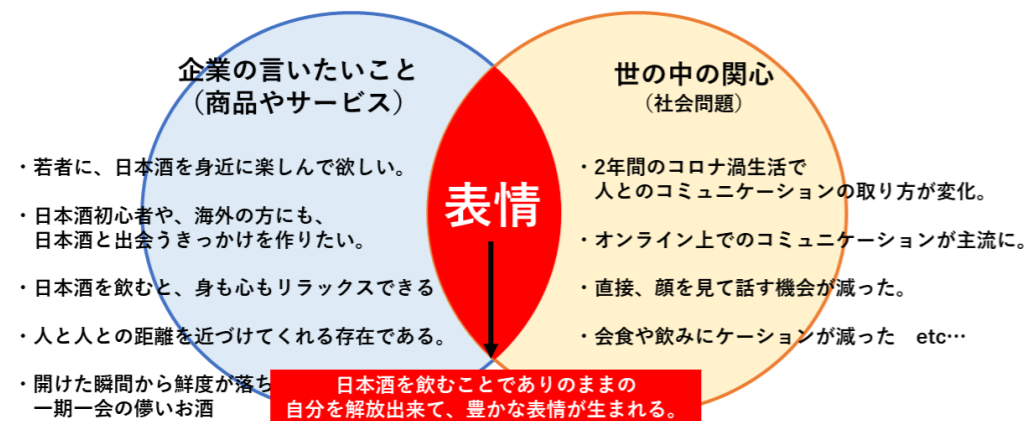 企業の言いたいこと
（商品やサービス）
・若者に、日本酒を身近に楽しんで欲しい。
・日本酒初心者や、海外の方にも、
日本酒と出会うきっかけを作りたい。
・日本酒を飲むと、身も心もリラックスできる
・人と人との距離を近づけてくれる存在である。
・開けた瞬間から鮮度が落ち
一期一会の儚いお酒
表情
世の中の関心
（社会問題）
・2年間のコロナ渦生活で
人とのコミュニケーションの取り方が変化。
・オンライン上でのコミュニケーションが主流に。
・直接、顔を見て話す機会が減った。
・会食や飲みにケーションが減った　etc…
日本酒を飲むことでありのままの
自分を解放出来て、豊かな表情が生まれる。